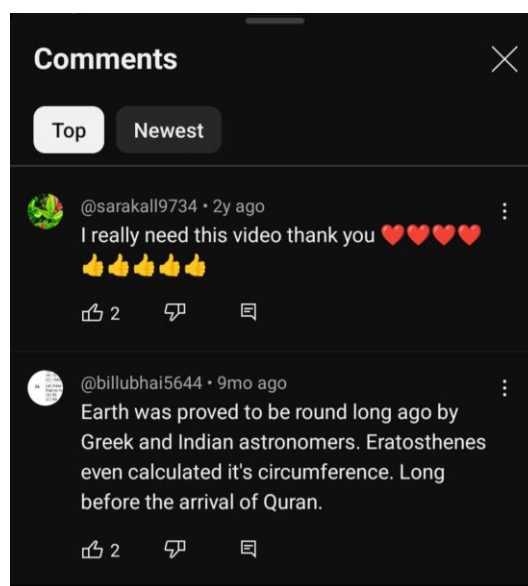 Comments
Top Newest
@sarakall9734 • 2y ago
I really need this video thank you ❤️❤️❤️❤️
👍👍👍👍👍
2
@billubhai5644 • 9mo ago
Earth was proved to be round long ago by
Greek and Indian astronomers. Eratosthenes
even calculated it's circumference. Long
before the arrival of Quran.
2